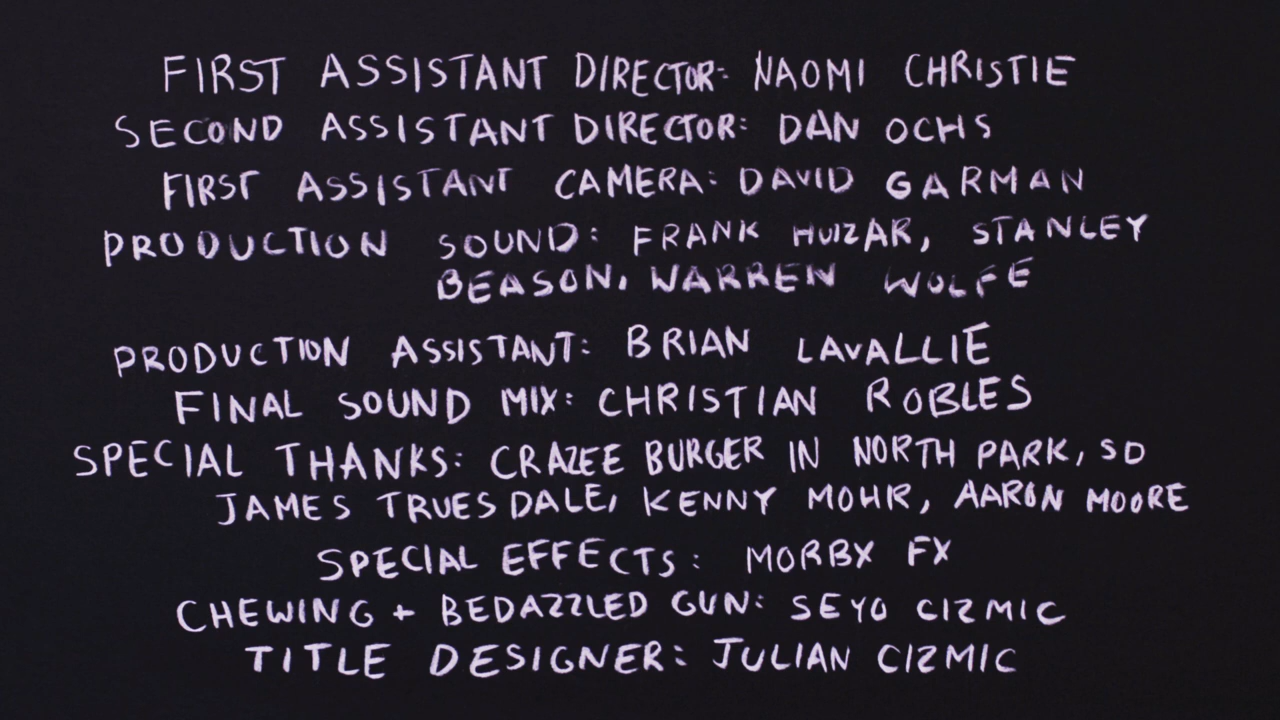 FIRST ASSISTANT DIRECTOR: NAOMI CHRISTIE
SECOND ASSISTANT DIRECTOR: DAN OCHS
FIRST ASSISTANT CAMERA: DAVID GARMAN
PRODUCTION SOUND: FRANK HUIZAR, STANLEY
BEASON, WARREN WOLFE
PRODUCTION ASSISTANT: BRIAN LAVALLIE
FINAL SOUND MIX: CHRISTIAN ROBLES
SPECIAL THANKS: CRAZEE BURGER IN NORTH PARK, SD
JAMES TRUESDALE, KENNY MOHR, AARON MOORE
SPECIAL EFFECTS: MORBX FX
CHEWING + BEDAZZLED GUN: SEYO CIZMIC
TITLE DESIGNER: JULIAN CIZMIC